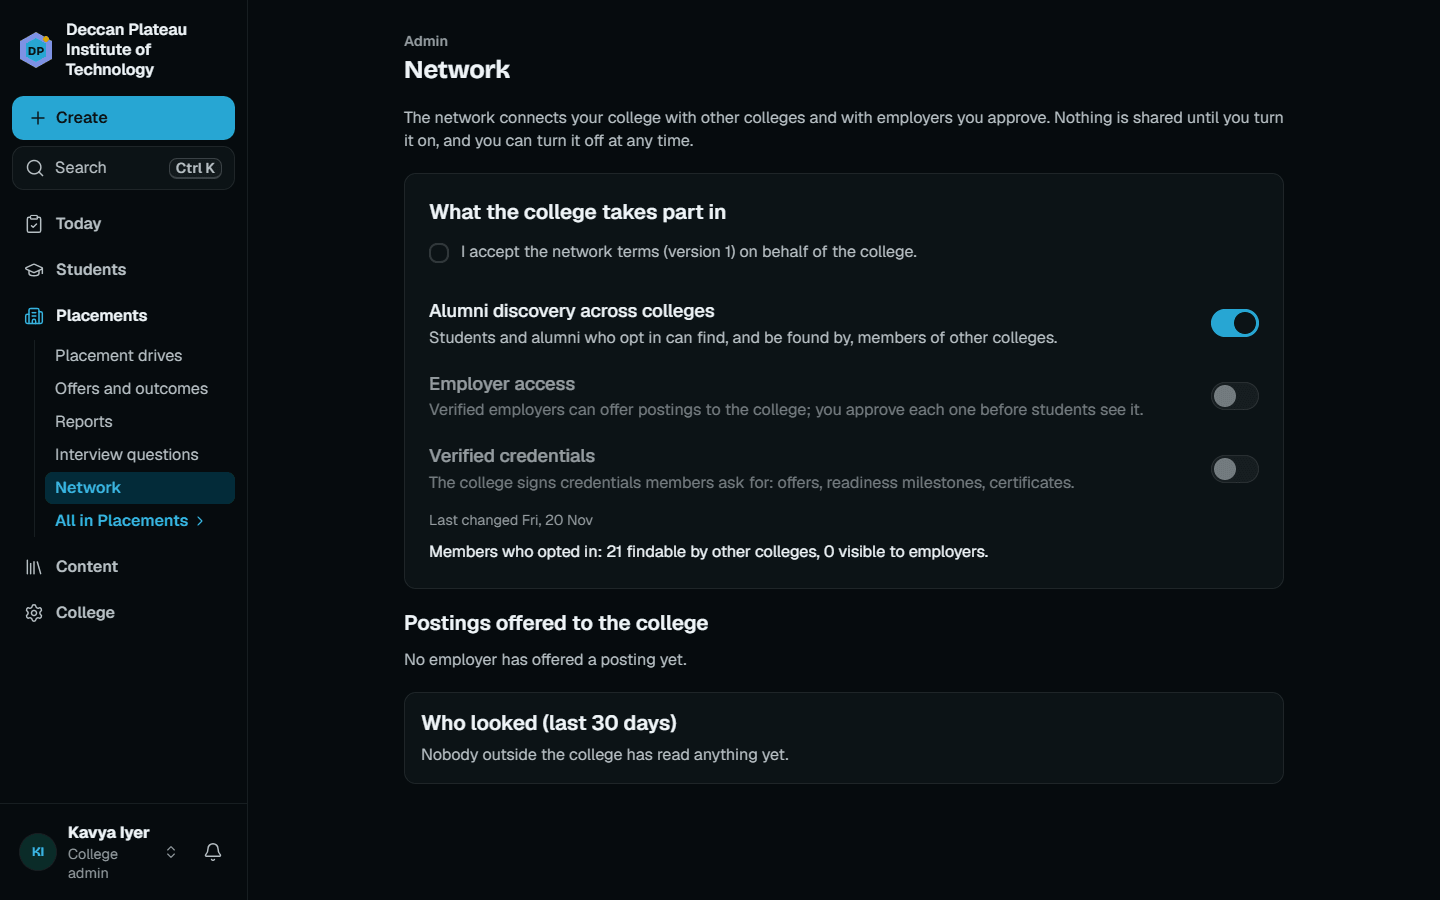 DP
Deccan Plateau
Institute of
Technology
Create
Search
Ctrl K
Today
Students
Placements
Placement drives
Offers and outcomes
Reports
Interview questions
Network
All in Placements
Content
College
KI
Kavya Iyer
College
admin
Admin
Network
The network connects your college with other colleges and with employers you approve. Nothing is shared until you turn
it on, and you can turn it off at any time.
What the college takes part in
I accept the network terms (version 1) on behalf of the college.
Alumni discovery across colleges
Students and alumni who opt in can find, and be found by, members of other colleges.
Employer access
Verified employers can offer postings to the college; you approve each one before students see it.
Verified credentials
The college signs credentials members ask for: offers, readiness milestones, certificates.
Last changed Fri, 20 Nov
Members who opted in: 21 findable by other colleges, 0 visible to employers.
Postings offered to the college
No employer has offered a posting yet.
Who looked (last 30 days)
Nobody outside the college has read anything yet.